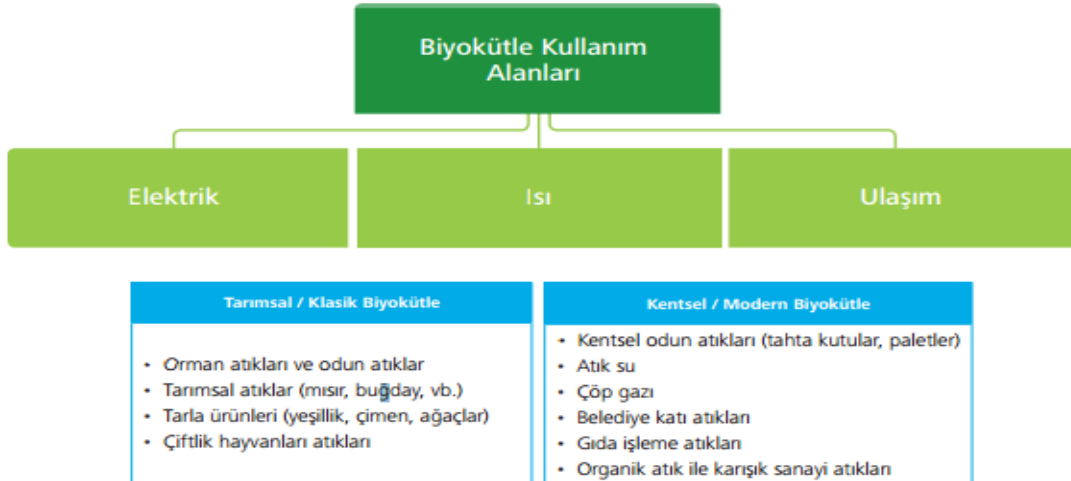 Biyokütle Kullanım
Alanları
Elektrik
Isı
Ulaşım
Tarımsal / Klasik Biyokütle
• Orman atıkları ve odun atıklar
• Tarımsal atıklar (mısır, buğday, vb.)
• Tarla ürünleri (yeşillik, çimen, ağaçlar)
• Çiftlik hayvanları atıkları
Kentsel / Modern Biyokütle
• Kentsel odun atıkları (tahta kutular, paletler)
• Atık su
• Çöp gazı
• Belediye katı atıkları
• Gıda işleme atıkları
• Organik atık ile karışık sanayi atıkları